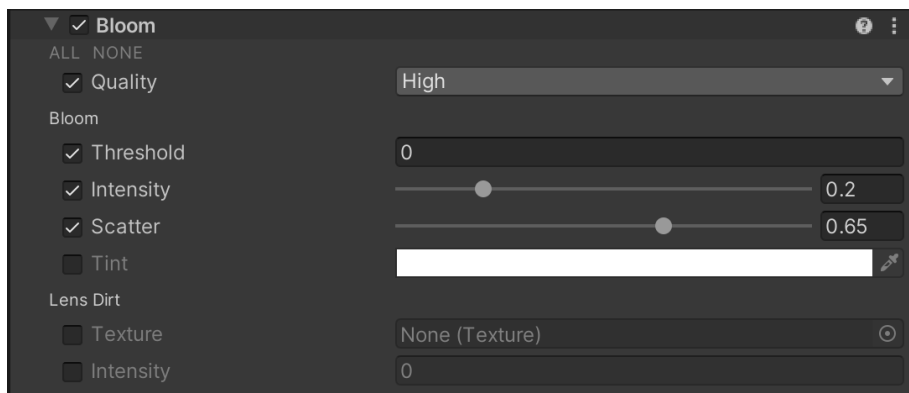 Bloom
ALL NONE
Quality High
Bloom
Threshold 0
Intensity 0.2
Scatter 0.65
Tint
Lens Dirt
Texture None (Texture)
Intensity 0